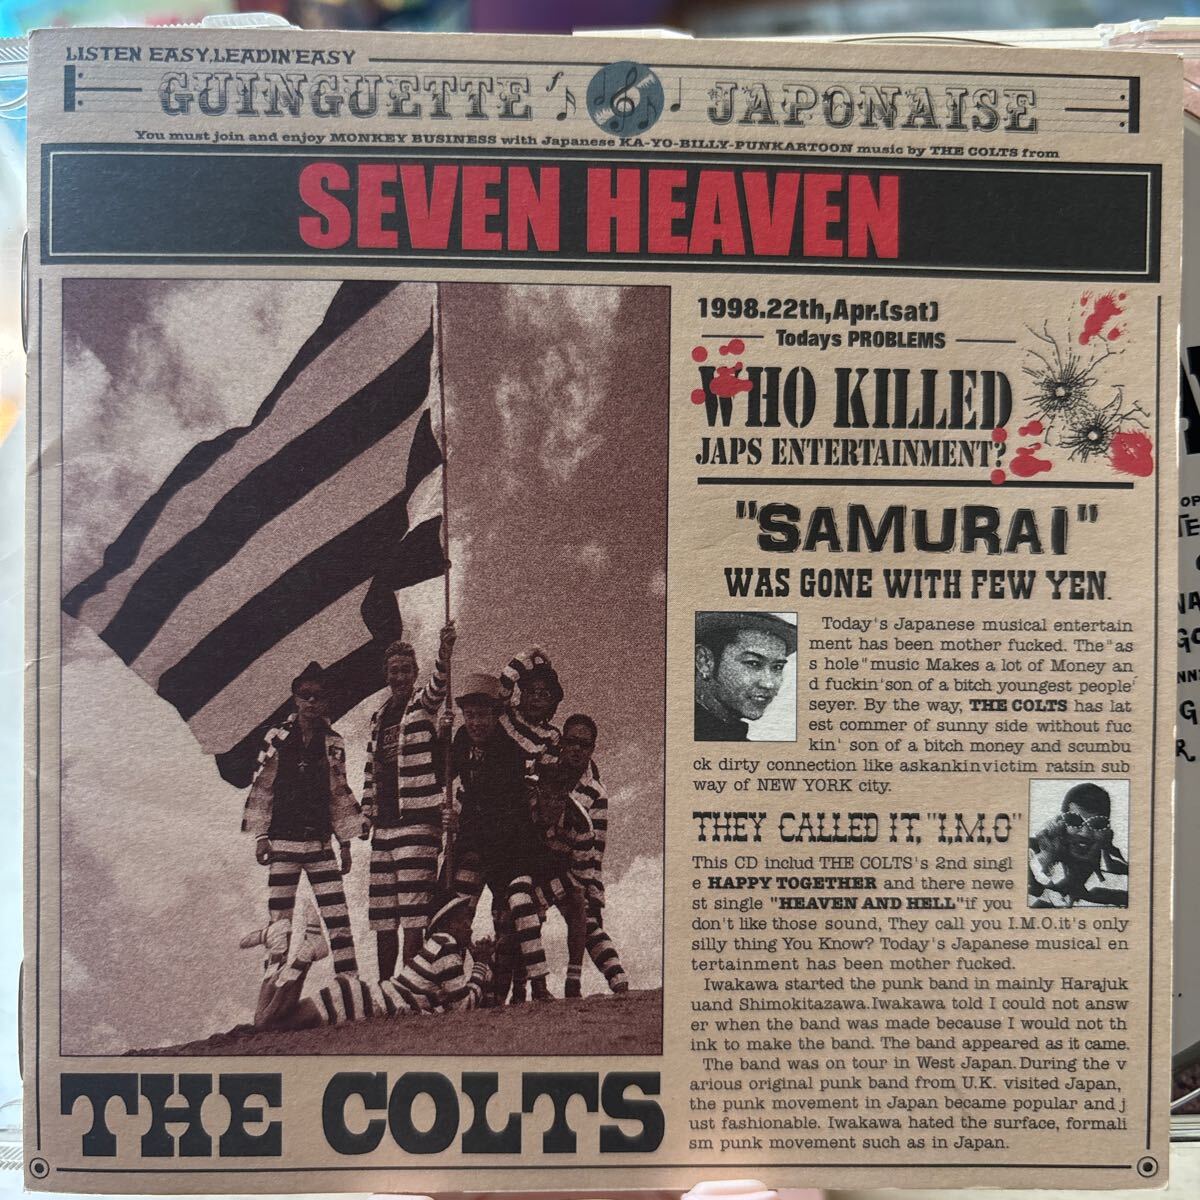 LISTEN EASY,LEADIN'EASY
GUINGUETTE JAPONAISE
You must join and enjoy MONKEY BUSINESS with Japanese KA-YO-BILLY-PUNKARTOON music by THE COLTS from
SEVEN HEAVEN
1998.22th,Apr.(sat)
Todays PROBLEMS
WHO KILLED
JAPS ENTERTAINMENT?
"SAMURAI"
WAS GONE WITH FEW YEN.
Today's Japanese musical entertain
ment has been mother fucked. The "as
s hole" music Makes a lot of Money an
d fuckin' son of a bitch youngest people'
seyer. By the way, THE COLTS has lat
est commer of sunny side without fuc
kin' son of a bitch money and scumbu
ck dirty connection like askankinvictim ratsin sub
way of NEW YORK city.
THEY CALLED IT, "I,M,O"
This CD includ THE COLTS's 2nd singl
e HAPPY TOGETHER and there newe
st single "HEAVEN AND HELL"if you
don't like those sound, They call you I.M.O.it's only
silly thing You Know? Today's Japanese musical en
tertainment has been mother fucked.
Iwakawa started the punk band in mainly Harajuk
uand Shimokitazawa.Iwakawa told I could not answ
er when the band was made because I would not th
ink to make the band. The band appeared as it came.
The band was on tour in West Japan.During the v
arious original punk band from U.K. visited Japan,
the punk movement in Japan became popular and j
ust fashionable. Iwakawa hated the surface, formali
sm punk movement such as in Japan.
THE COLTS